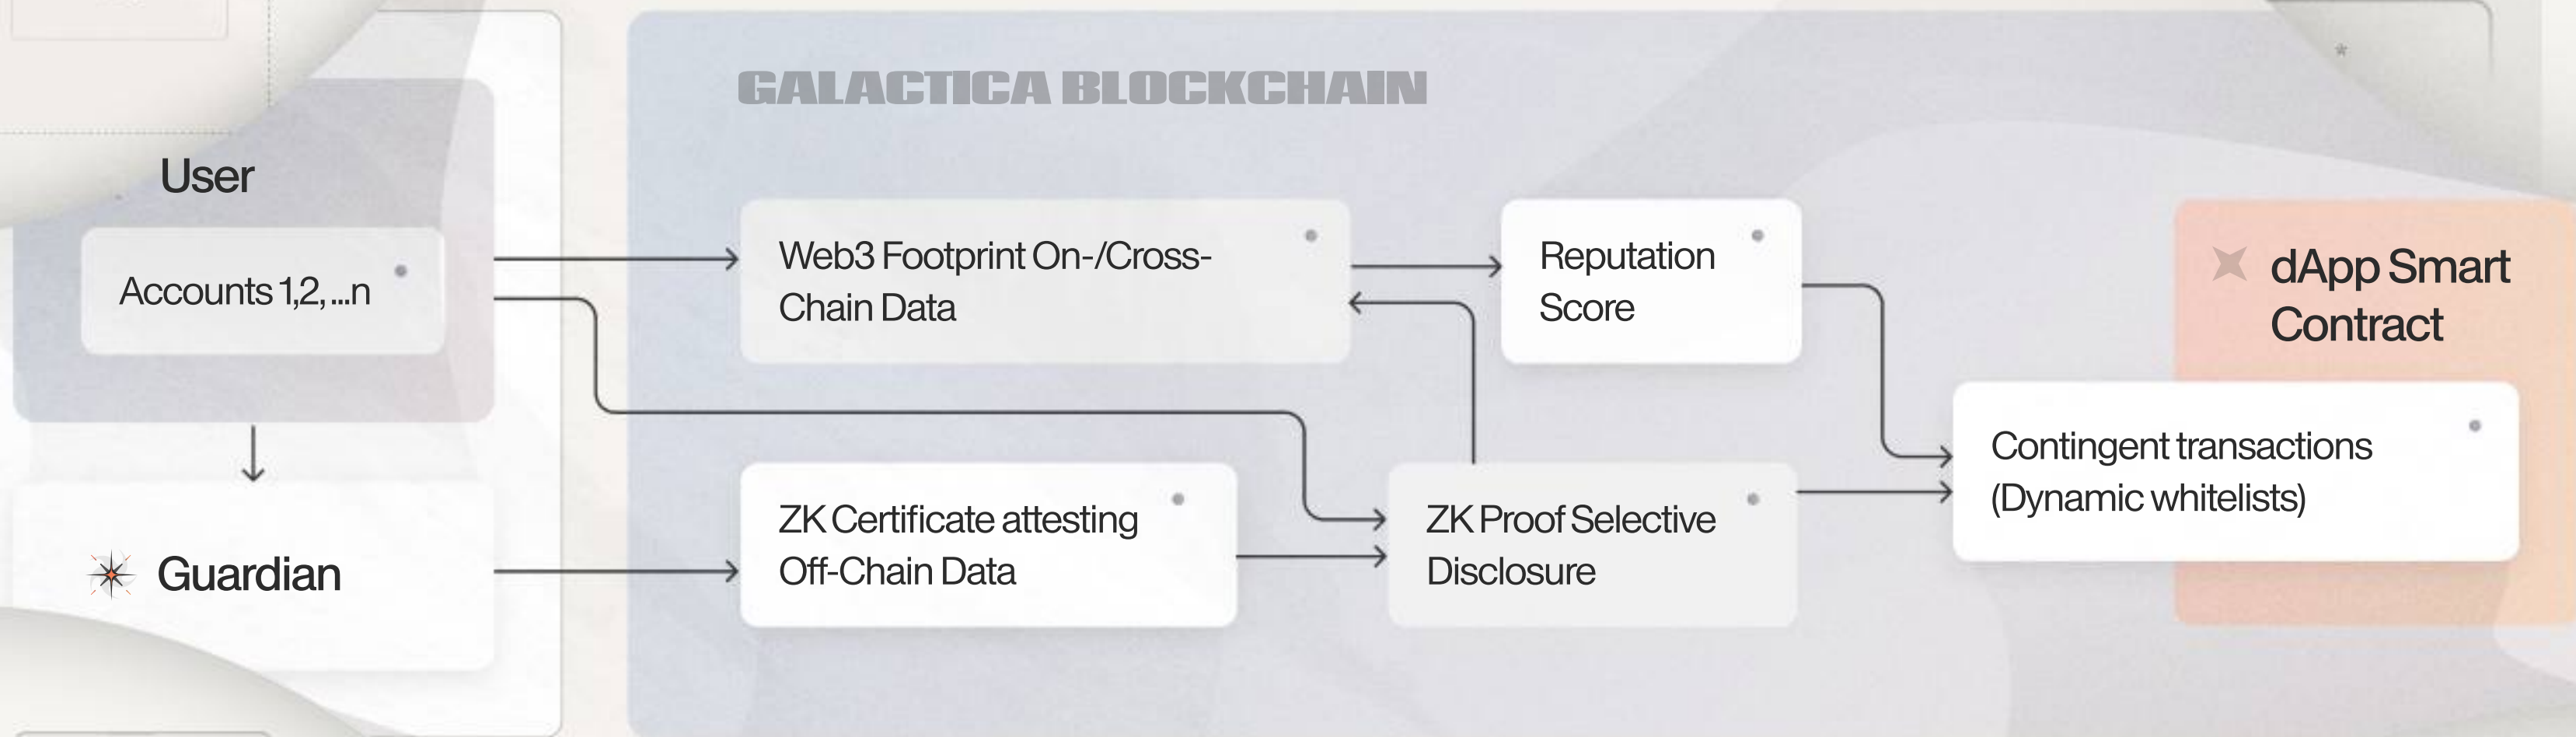 GALACTICA BLOCKCHAIN
User
Accounts 1,2, ...n
Guardian
Web3 Footprint On-/Cross-
Chain Data
Reputation
Score
ZK Certificate attesting
Off-Chain Data
ZK Proof Selective
Disclosure
dApp Smart
Contract
Contingent transactions
(Dynamic whitelists)